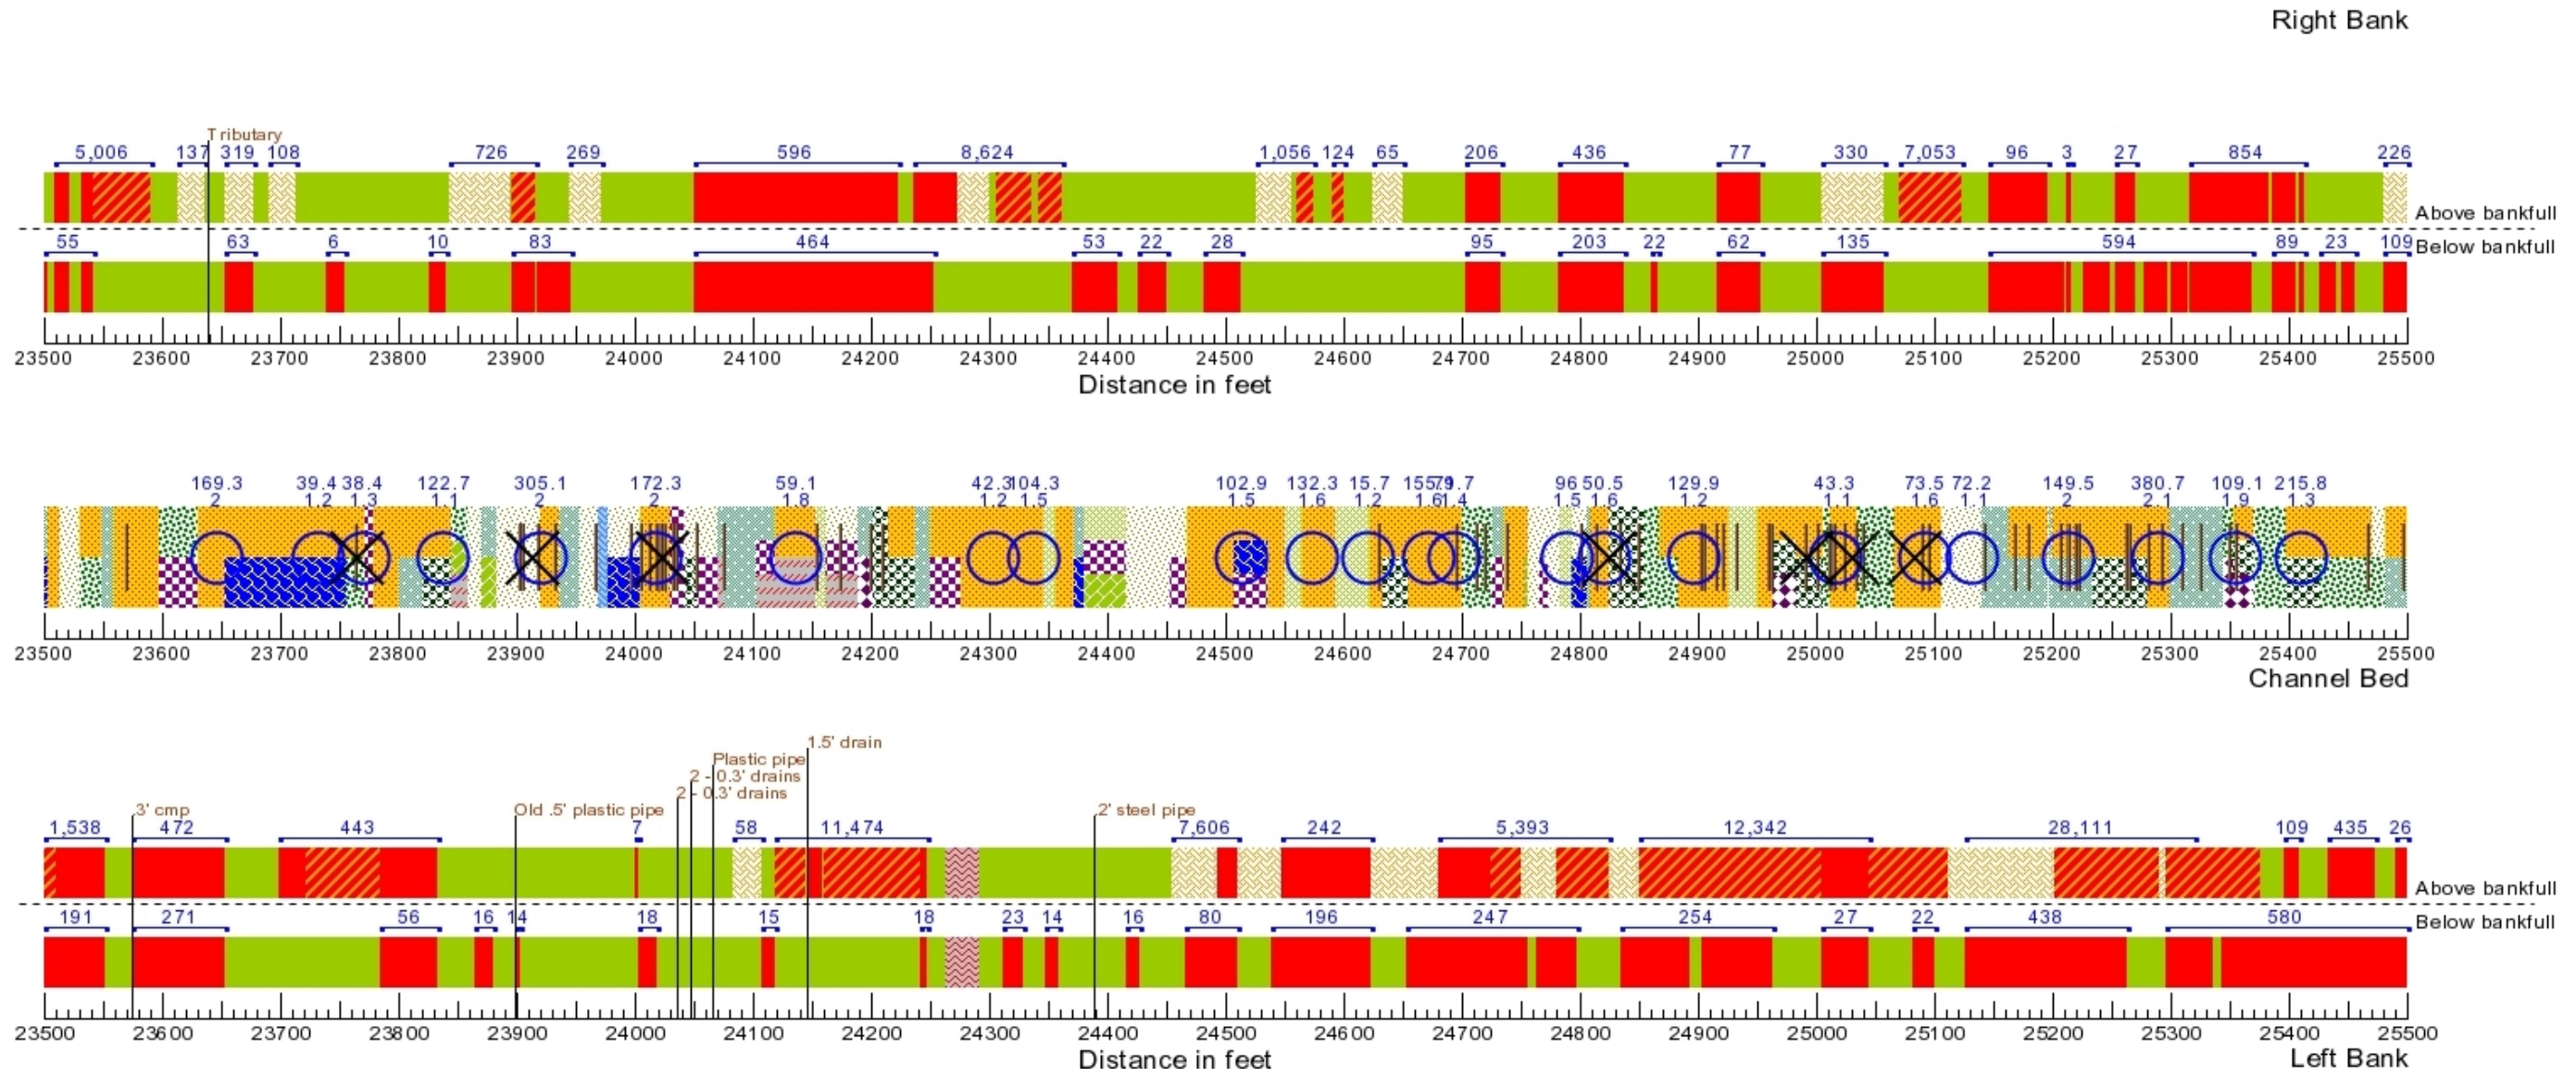 Right Bank
Tributary
5,006 137 319 108 726 269 596 8,624 1,056 124 65 206 436 77 330 7,053 96 3 27 854 226
Above bankfull
55 63 6 10 83 464 53 22 28 95 203 22 62 135 594 89 23 109 Below bankfull
23500 23600 23700 23800 23900 24000 24100 24200 24300 24400 24500 24600 24700 24800 24900 25000 25100 25200 25300 25400 25500
Distance in feet
169.3 39.4 38.4 122.7 305.1 172.3 59.1 42.3 104.3 102.9 132.3 15.7 96 50.5 129.9 43.3 73.5 72.2 149.5 380.7 109.1 215.8
2 1.2 1.3 1.1 2 2 1.8 1.2 1.5 1.5 1.6 1.2 1.6 1.4 1.5 1.6 1.2 1.1 1.6 1.1 2 2.1 1.9 1.3
23500 23600 23700 23800 23900 24000 24100 24200 24300 24400 24500 24600 24700 24800 24900 25000 25100 25200 25300 25400 25500
Channel Bed
1.5' drain
Plastic pipe
2 - 0.3' drains
2 - 0.3' drains
3' cmp Old .5' plastic pipe 2' steel pipe
1,538 472 443 7 58 11,474 7,606 242 5,393 12,342 28,111 109 435 26
Above bankfull
191 271 56 16 14 18 15 18 23 14 16 80 196 247 254 27 22 438 580 Below bankfull
23500 23600 23700 23800 23900 24000 24100 24200 24300 24400 24500 24600 24700 24800 24900 25000 25100 25200 25300 25400 25500
Distance in feet
Left Bank